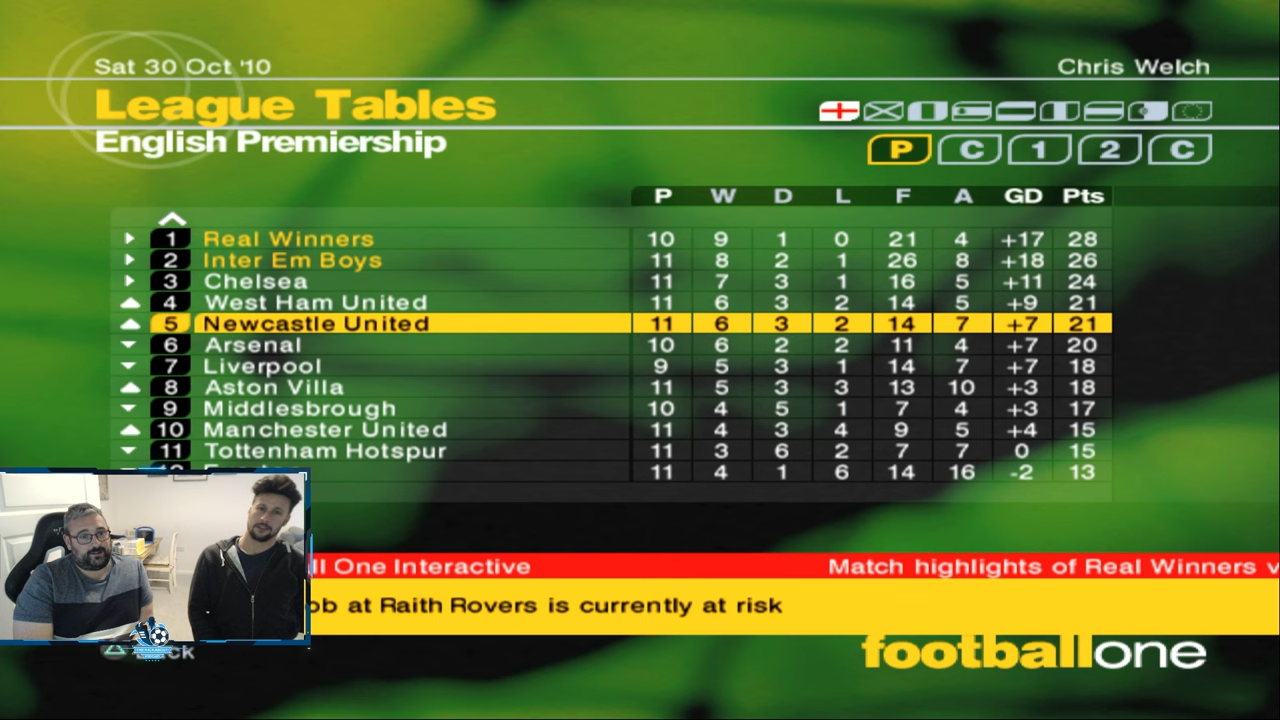 Sat 30 Oct '10
Chris Welch
League Tables
English Premiership
P C 1 2 C
P W D L F A GD Pts
1 Real Winners 10 9 1 0 21 4 +17 28
2 Inter Em Boys 11 8 2 1 26 8 +18 26
3 Chelsea 11 7 3 1 16 5 +11 24
4 West Ham United 11 6 3 2 14 5 +9 21
5 Newcastle United 11 6 3 2 14 7 +7 21
6 Arsenal 10 6 2 2 11 4 +7 20
7 Liverpool 9 5 3 1 14 7 +7 18
8 Aston Villa 11 5 3 3 13 10 +3 18
9 Middlesbrough 10 4 5 1 7 4 +3 17
10 Manchester United 11 4 3 4 9 5 +4 15
11 Tottenham Hotspur 11 3 6 2 7 7 0 15
11 4 1 6 14 16 -2 13
ll One Interactive Match highlights of Real Winners v
ob at Raith Rovers is currently at risk
footballone